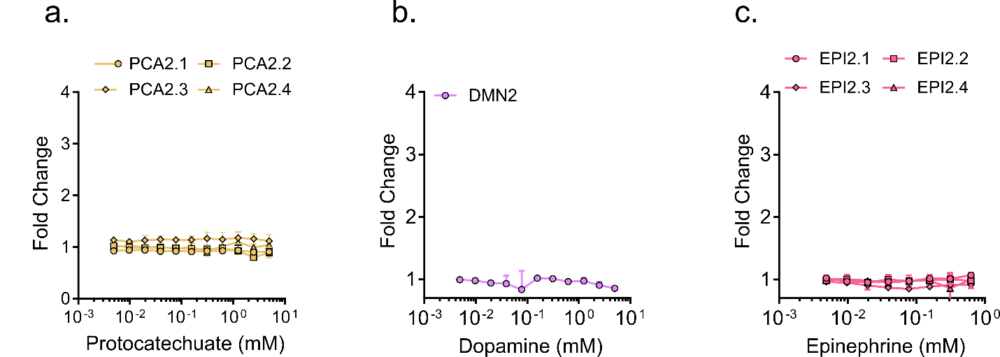 a.
PCA2.1 PCA2.2
PCA2.3 PCA2.4
4
3
2
1
0
Fold Change
10-3 10-2 10-1 100 101
Protocatechuate (mM)
b.
DMN2
4
3
2
1
Fold Change
10-3 10-2 10-1 100 101
Dopamine (mM)
c.
EPI2.1 EPI2.2
EPI2.3 EPI2.4
4
3
2
1
Fold Change
10-3 10-2 10-1 100
Epinephrine (mM)